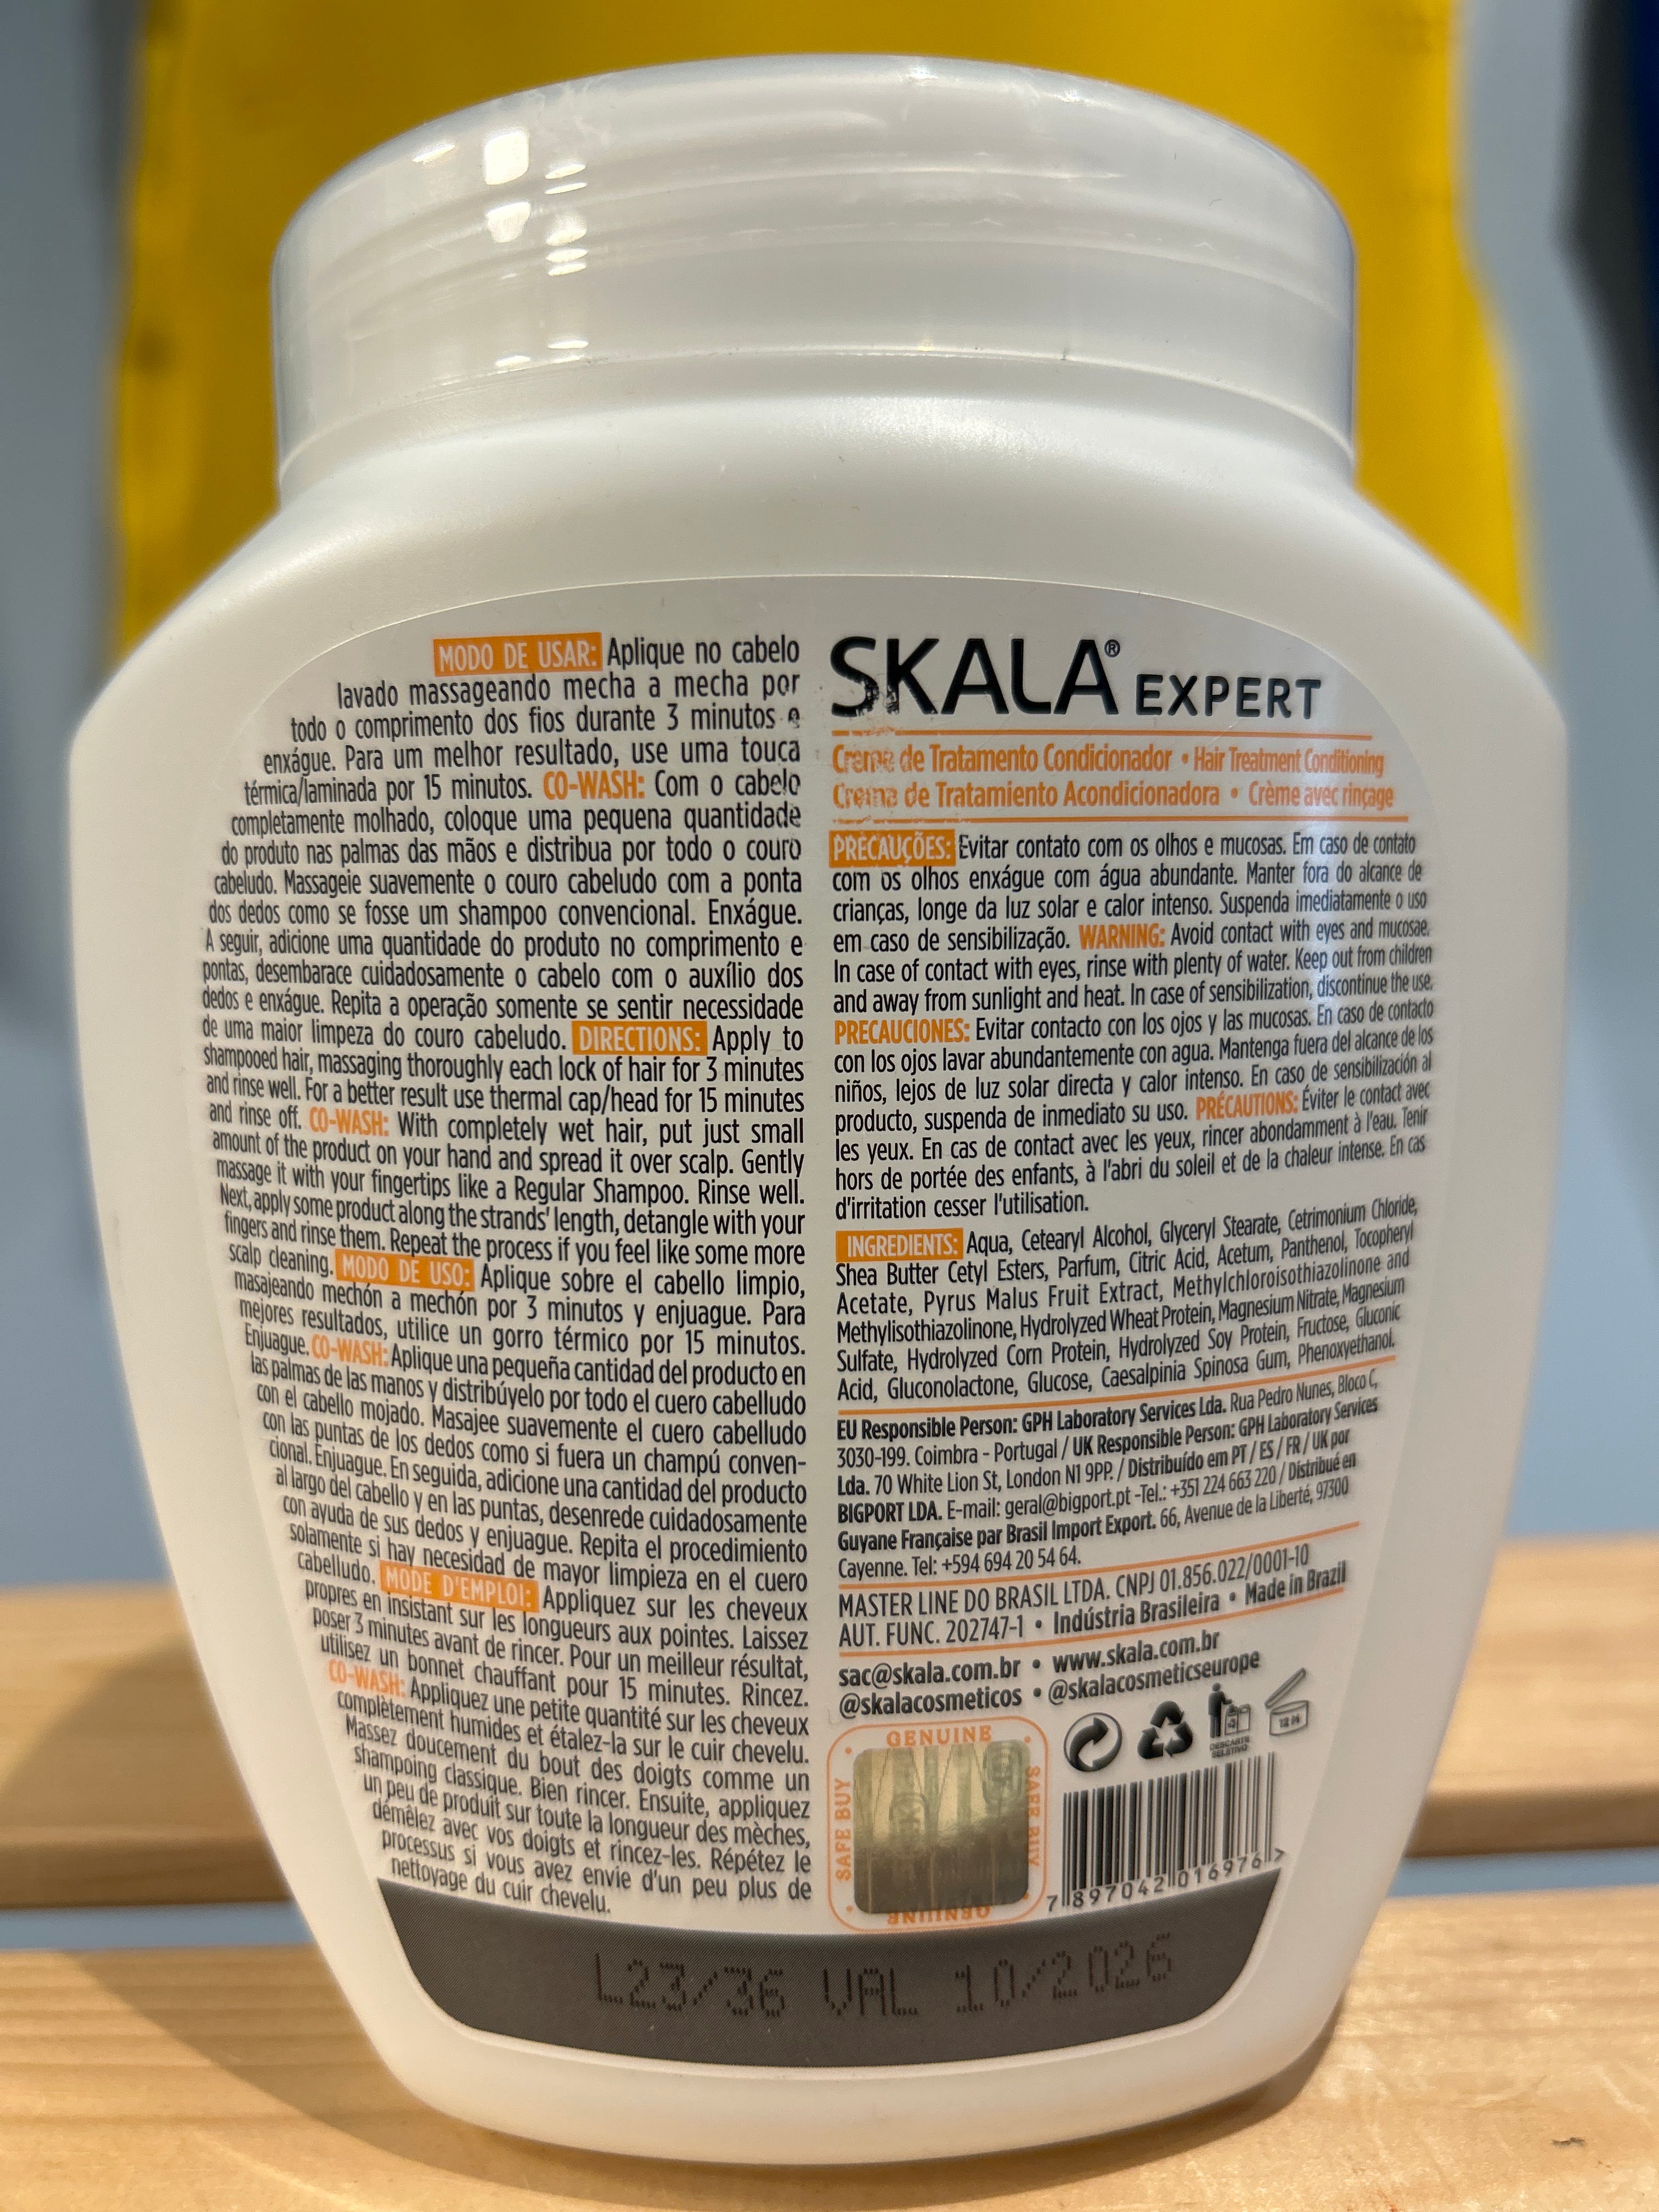 MODO DE USAR: Aplique no cabelo
lavado massageando mecha a mecha por
todo o comprimento dos fios durante 3 minutos e
enxágue. Para um melhor resultado, use uma touca
térmica/laminada por 15 minutos. CO-WASH: Com o cabelo
completamente molhado, coloque uma pequena quantidade
do produto nas palmas das mãos e distribua por todo o couro
cabeludo. Massageie suavemente o couro cabeludo com a ponta
dos dedos como se fosse um shampoo convencional. Enxágue.
A seguir, adicione uma quantidade do produto no comprimento e
pontas, desembarace cuidadosamente o cabelo com o auxílio dos
dedos e enxágue. Repita a operação somente se sentir necessidade
de uma maior limpeza do couro cabeludo. DIRECTIONS: Apply to
shampooed hair, massaging thoroughly each lock of hair for 3 minutes
and rinse well. For a better result use thermal cap/head for 15 minutes
and rinse off. CO-WASH: With completely wet hair, put just small
amount of the product on your hand and spread it over scalp. Gently
massage it with your fingertips like a Regular Shampoo. Rinse well.
Next, apply some product along the strands' length, detangle with your
fingers and rinse them. Repeat the process if you feel like some more
scalp cleaning. MODO DE USO: Aplique sobre el cabello limpio,
masajeando mechón a mechón por 3 minutos y enjuague. Para
mejores resultados, utilice un gorro térmico por 15 minutos.
Enjuague. CO-WASH: Aplique una pequeña cantidad del producto en
las palmas de las manos y distribúyelo por todo el cuero cabelludo
con el cabello mojado. Masajee suavemente el cuero cabelludo
con las puntas de los dedos como si fuera un champú conven-
cional. Enjuague. En seguida, adicione una cantidad del producto
al largo del cabello y en las puntas, desenrede cuidadosamente
con ayuda de sus dedos y enjuague. Repita el procedimiento
solamente si hay necesidad de mayor limpieza en el cuero
cabelludo. MODE D'EMPLOI: Appliquez sur les cheveux
propres en insistant sur les longueurs aux pointes. Laissez
poser 3 minutes avant de rincer. Pour un meilleur résultat,
utilisez un bonnet chauffant pour 15 minutes. Rincez.
CO-WASH: Appliquez une petite quantité sur les cheveux
complètement humides et étalez-la sur le cuir chevelu.
Massez doucement du bout des doigts comme un
shampoing classique. Bien rincer. Ensuite, appliquez
un peu de produit sur toute la longueur des mèches,
démêlez avec vos doigts et rincez-les. Répétez le
processus si vous avez envie d'un peu plus de
nettoyage du cuir chevelu.
SKALA® EXPERT
Creme de Tratamento Condicionador • Hair Treatment Conditioning
Crema de Tratamiento Acondicionadora • Crème avec rinçage
PRECAUÇÕES: Evitar contato com os olhos e mucosas. Em caso de contato
com os olhos enxágue com água abundante. Manter fora do alcance de
crianças, longe da luz solar e calor intenso. Suspenda imediatamente o uso
em caso de sensibilização. WARNING: Avoid contact with eyes and mucosae.
In case of contact with eyes, rinse with plenty of water. Keep out from children
and away from sunlight and heat. In case of sensibilization, discontinue the use.
PRECAUCIONES: Evitar contacto con los ojos y las mucosas. En caso de contacto
con los ojos lavar abundantemente con agua. Mantenga fuera del alcance de los
niños, lejos de luz solar directa y calor intenso. En caso de sensibilización al
producto, suspenda de inmediato su uso. PRÉCAUTIONS: Éviter le contact avec
les yeux. En cas de contact avec les yeux, rincer abondamment à l'eau. Tenir
hors de portée des enfants, à l'abri du soleil et de la chaleur intense. En cas
d'irritation cesser l'utilisation.
INGREDIENTS: Aqua, Cetearyl Alcohol, Glyceryl Stearate, Cetrimonium Chloride,
Shea Butter Cetyl Esters, Parfum, Citric Acid, Acetum, Panthenol, Tocopheryl
Acetate, Pyrus Malus Fruit Extract, Methylchloroisothiazolinone and
Methylisothiazolinone, Hydrolyzed Wheat Protein, Magnesium Nitrate, Magnesium
Sulfate, Hydrolyzed Corn Protein, Hydrolyzed Soy Protein, Fructose, Gluconic
Acid, Gluconolactone, Glucose, Caesalpinia Spinosa Gum, Phenoxyethanol.
EU Responsible Person: GPH Laboratory Services Lda. Rua Pedro Nunes, Bloco C,
3030-199. Coimbra - Portugal / UK Responsible Person: GPH Laboratory Services
Lda. 70 White Lion St, London N1 9PP. / Distribuído em PT / ES / FR / UK por
BIGPORT LDA. E-mail: geral@bigport.pt -Tel.: +351 224 663 220 / Distribué en
Guyane Française par Brasil Import Export. 66, Avenue de la Liberté, 97300
Cayenne. Tel: +594 694 20 54 64.
MASTER LINE DO BRASIL LTDA. CNPJ 01.856.022/0001-10
AUT. FUNC. 202747-1 • Indústria Brasileira • Made in Brazil
sac@skala.com.br • www.skala.com.br
@skalacosmeticos • @skalacosmeticseurope
DESCARTE
SELETIVO
12 M
GENUINE
SAFE BUY
SAFE BUY
GENUINE
7 897042 016976 >
L23/36 VAL 10/2026